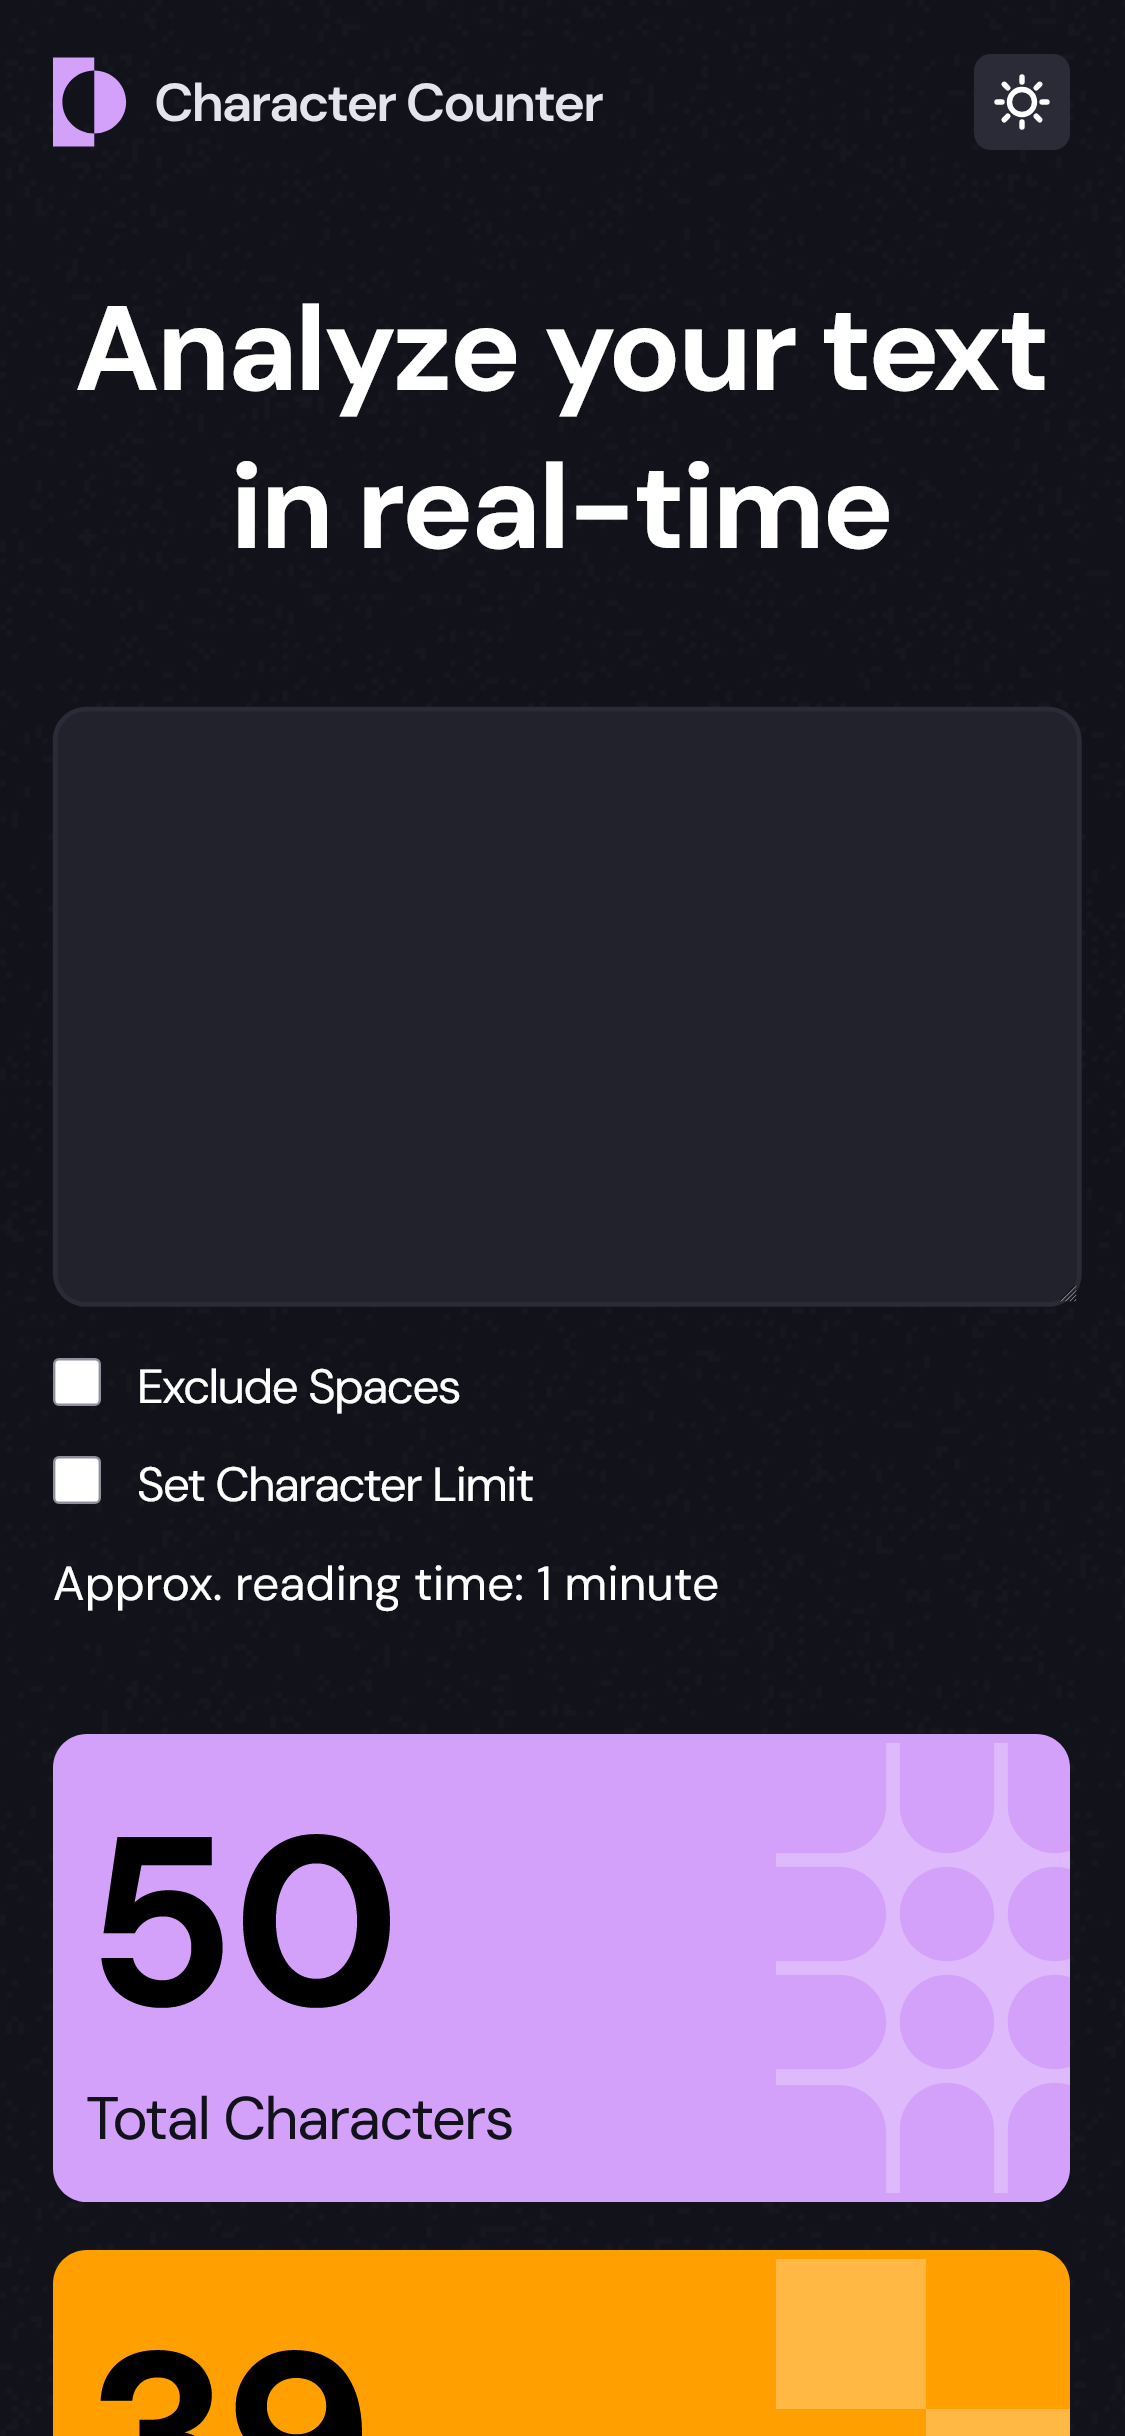 Character Counter
Analyze your text
in real-time
Exclude Spaces
Set Character Limit
Approx. reading time: 1 minute
50
Total Characters
39